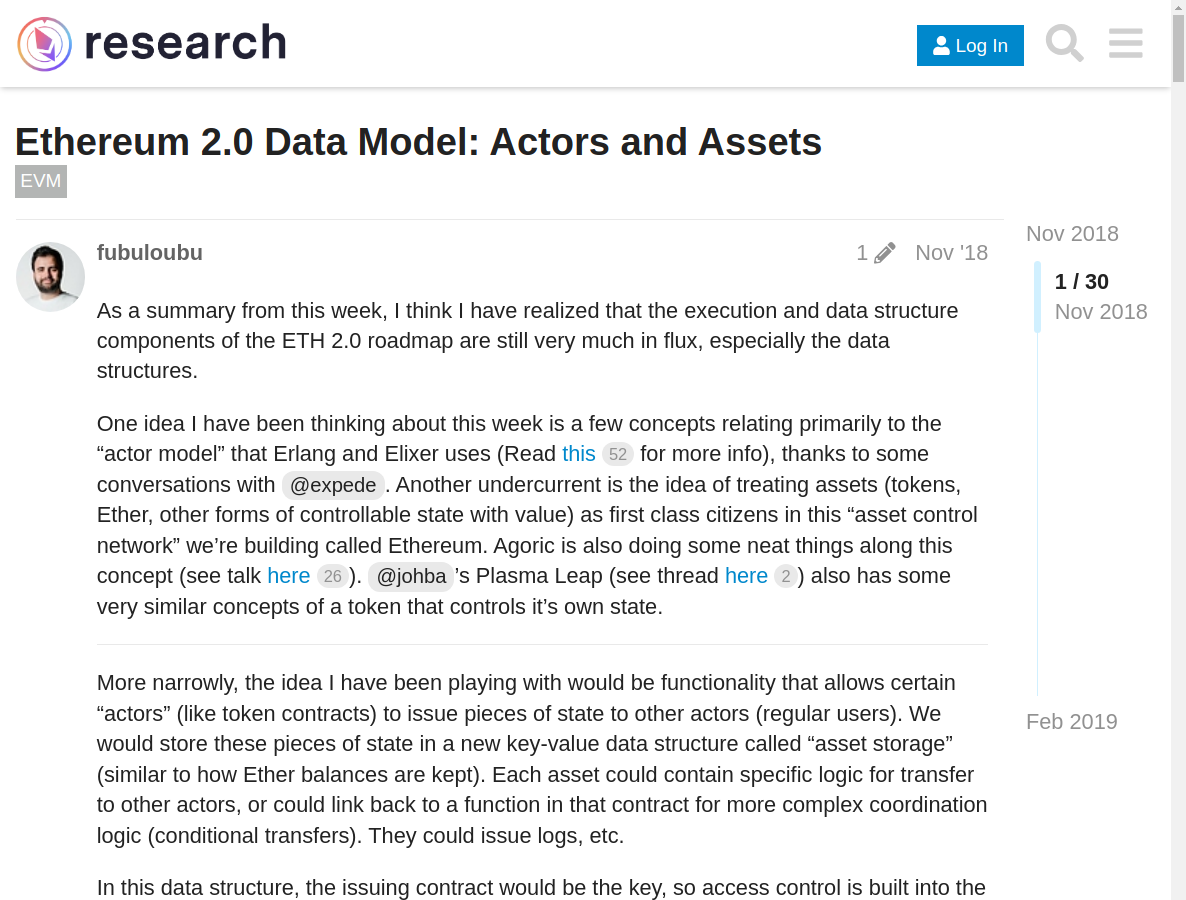 research
Log In
Ethereum 2.0 Data Model: Actors and Assets
EVM
Nov 2018
fubuloubu
1
Nov '18
1 / 30
Nov 2018
As a summary from this week, I think I have realized that the execution and data structure
components of the ETH 2.0 roadmap are still very much in flux, especially the data
structures.
One idea I have been thinking about this week is a few concepts relating primarily to the
“actor model” that Erlang and Elixer uses (Read this 52 for more info), thanks to some
conversations with @expede . Another undercurrent is the idea of treating assets (tokens,
Ether, other forms of controllable state with value) as first class citizens in this “asset control
network” we’re building called Ethereum. Agoric is also doing some neat things along this
concept (see talk here 26 ). @johba ’s Plasma Leap (see thread here 2 ) also has some
very similar concepts of a token that controls it’s own state.
More narrowly, the idea I have been playing with would be functionality that allows certain
“actors” (like token contracts) to issue pieces of state to other actors (regular users). We
would store these pieces of state in a new key-value data structure called “asset storage”
(similar to how Ether balances are kept). Each asset could contain specific logic for transfer
to other actors, or could link back to a function in that contract for more complex coordination
logic (conditional transfers). They could issue logs, etc.
Feb 2019
In this data structure, the issuing contract would be the key, so access control is built into the